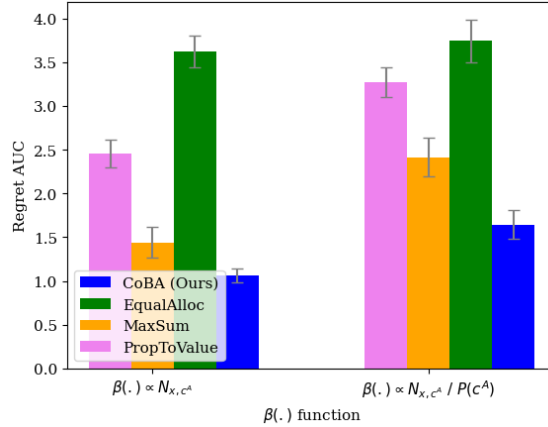 4.0
3.5
3.0
2.5
2.0
1.5
1.0
0.5
0.0
Regret AUC
CoBA (Ours)
EqualAlloc
MaxSum
PropToValue
β(.) ∝ N_{x,c^A}
β(.) ∝ N_{x,c^A} / P(c^A)
β(.) function